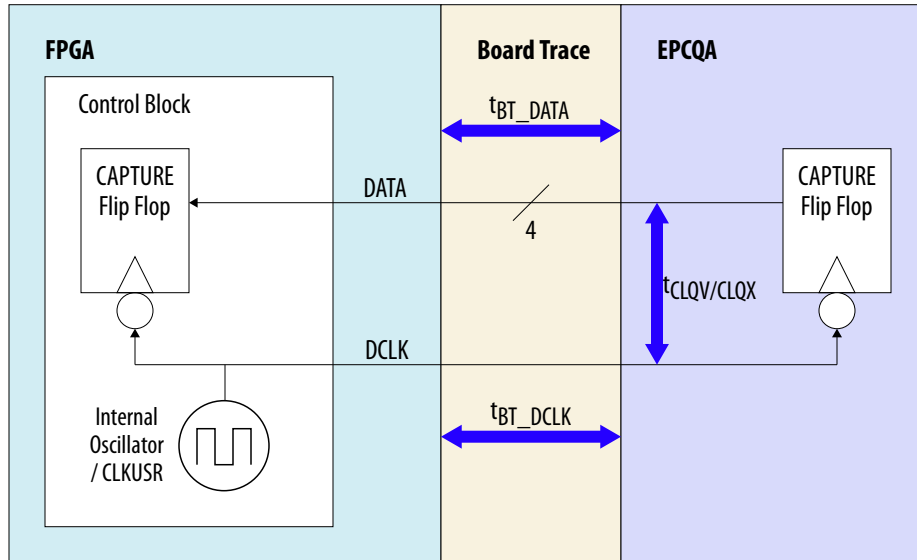 FPGA
Board Trace
EPCQA
Control Block
tBT_DATA
CAPTURE
Flip Flop
DATA
4
CAPTURE
Flip Flop
tCLQV/CLQX
DCLK
Internal
Oscillator
/ CLKUSR
tBT_DCLK